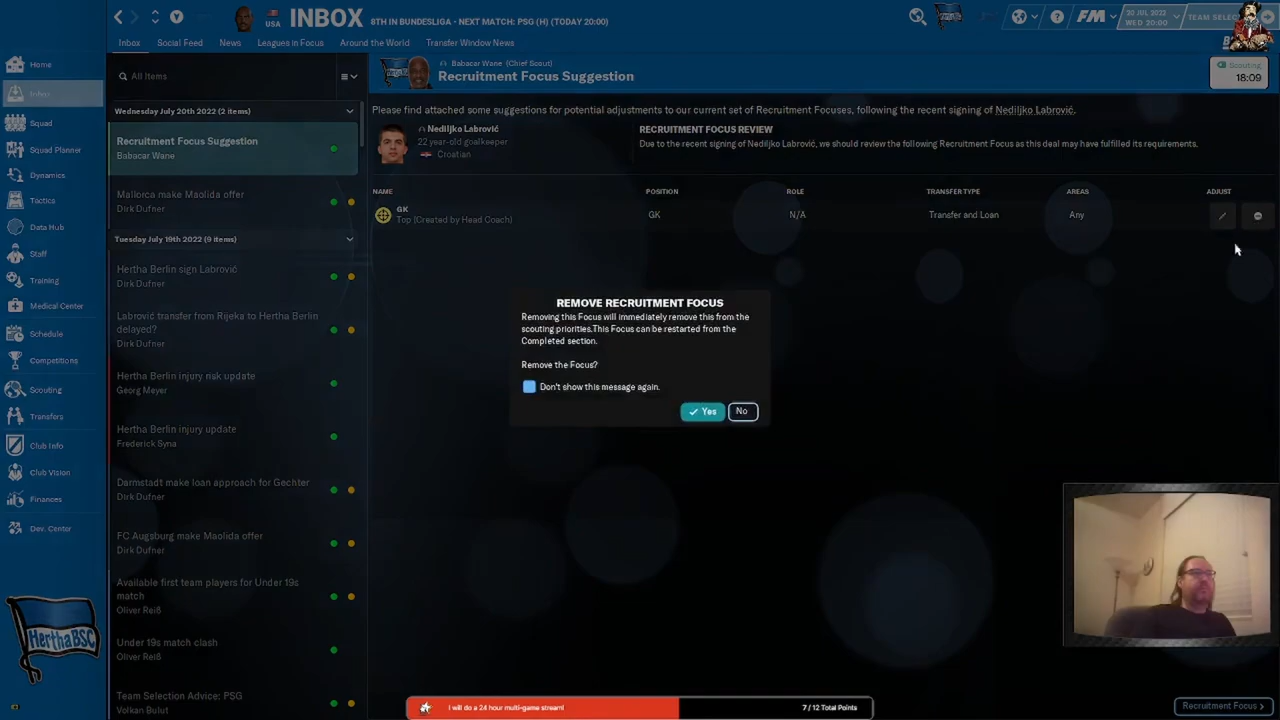 USA
INBOX
8TH IN BUNDESLIGA - NEXT MATCH: PSG (H) (TODAY 20:00)
FM
20 JUL 2022
WED 20:00
TEAM SELEC
Inbox
Social Feed
News
Leagues in Focus
Around the World
Transfer Window News
Home
Inbox
Squad
Squad Planner
Dynamics
Tactics
Data Hub
Staff
Training
Medical Center
Schedule
Competitions
Scouting
Transfers
Club Info
Club Vision
Finances
Dev. Center
Hertha BSC
All Items
Wednesday July 20th 2022 (2 items)
Recruitment Focus Suggestion
Babacar Wane
Mallorca make Maolida offer
Dirk Dufner
Tuesday July 19th 2022 (9 items)
Hertha Berlin sign Labrović
Dirk Dufner
Labrović transfer from Rijeka to Hertha Berlin
delayed?
Dirk Dufner
Hertha Berlin injury risk update
Georg Meyer
Hertha Berlin injury update
Frederick Syna
Darmstadt make loan approach for Gechter
Dirk Dufner
FC Augsburg make Maolida offer
Dirk Dufner
Available first team players for Under 19s
match
Oliver Reiß
Under 19s match clash
Oliver Reiß
Team Selection Advice: PSG
Volkan Bulut
Babacar Wane (Chief Scout)
Recruitment Focus Suggestion
Scouting
18:09
Please find attached some suggestions for potential adjustments to our current set of Recruitment Focuses, following the recent signing of Nediljko Labrović.
Nediljko Labrović
22 year-old goalkeeper
Croatian
RECRUITMENT FOCUS REVIEW
Due to the recent signing of Nediljko Labrović, we should review the following Recruitment Focus as this deal may have fulfilled its requirements.
NAME
POSITION
ROLE
TRANSFER TYPE
AREAS
ADJUST
GK
Top (Created by Head Coach)
GK
N/A
Transfer and Loan
Any
REMOVE RECRUITMENT FOCUS
Removing this Focus will immediately remove this from the
scouting priorities.This Focus can be restarted from the
Completed section.
Remove the Focus?
Don't show this message again.
Yes
No
I will do a 24 hour multi-game stream!
7 / 12 Total Points
Recruitment Focus >